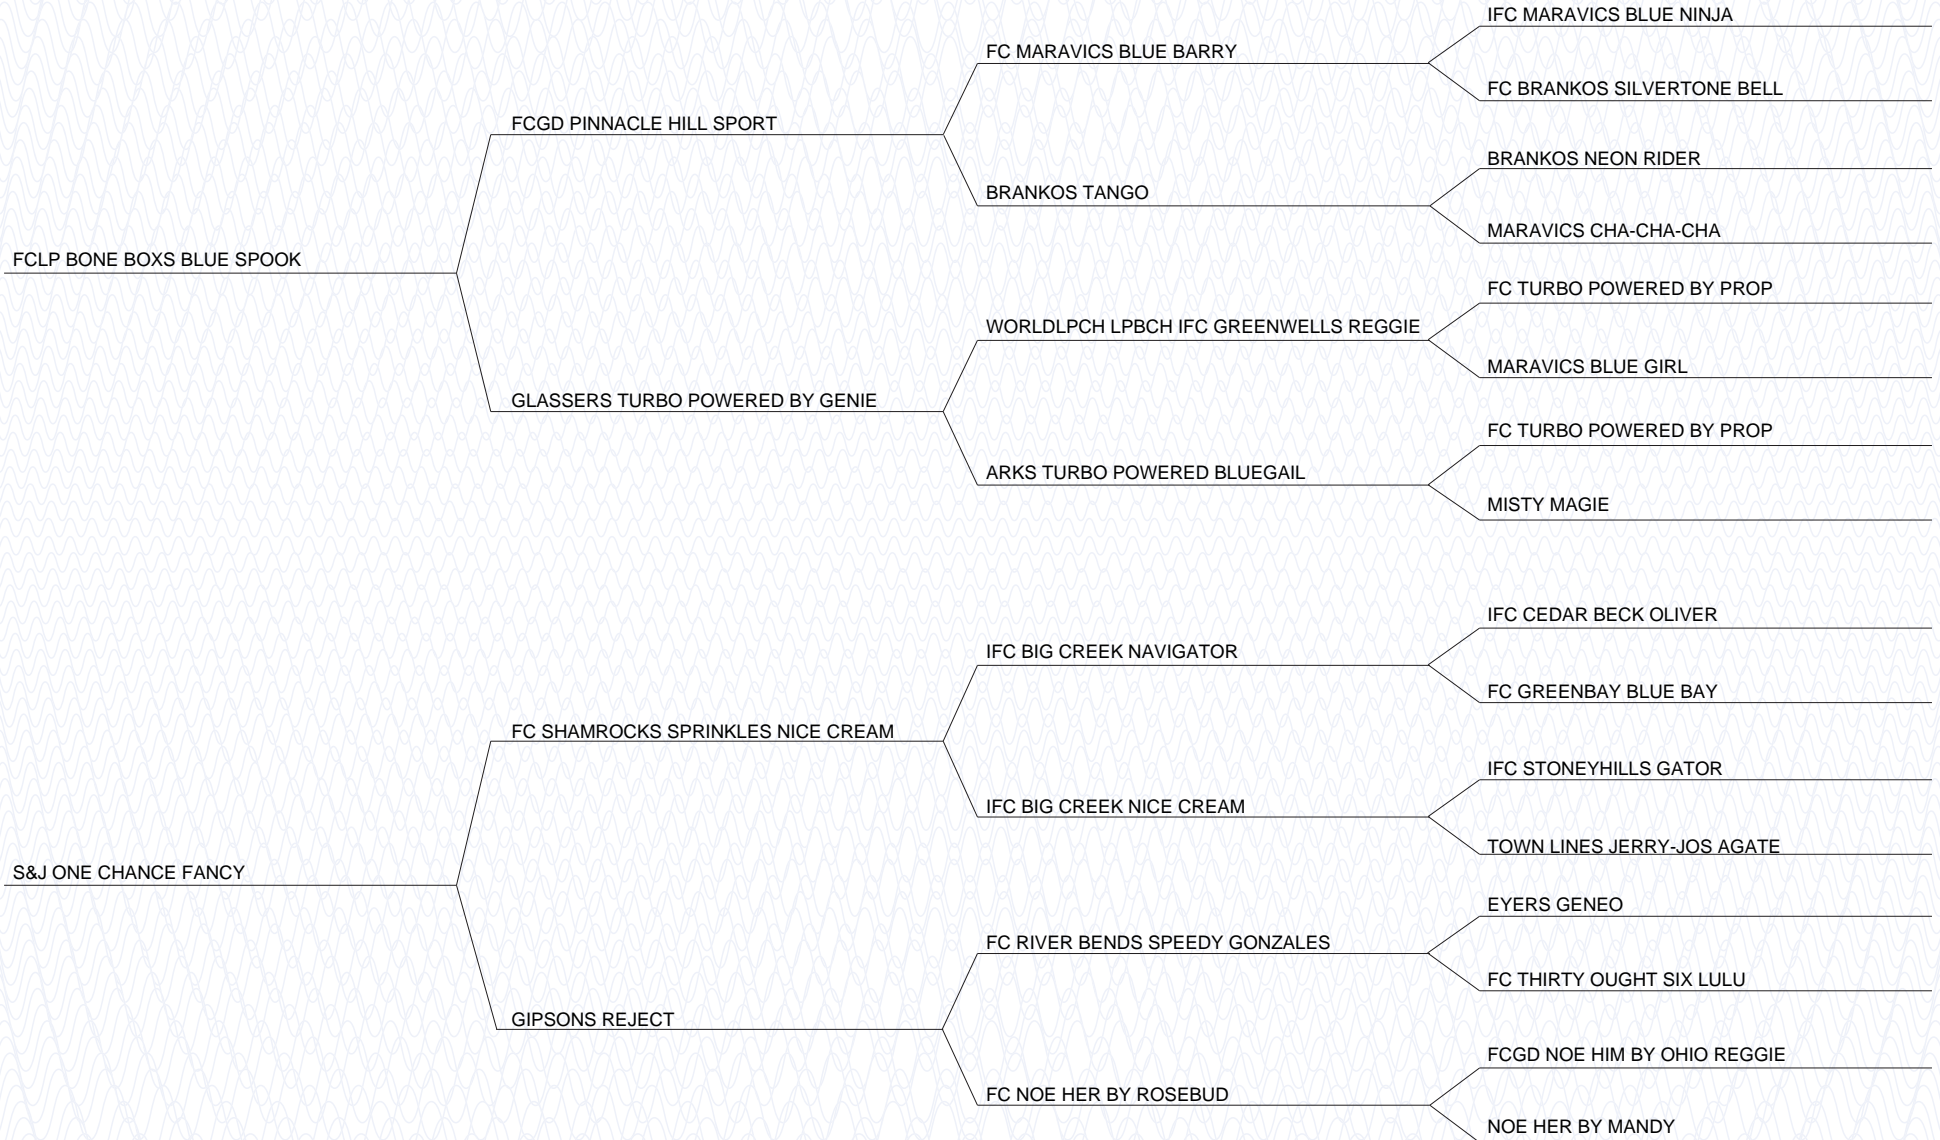 IFC MARAVICS BLUE NINJA
FC MARAVICS BLUE BARRY
FC BRANKOS SILVERTONE BELL
FCGD PINNACLE HILL SPORT
BRANKOS NEON RIDER
BRANKOS TANGO
MARAVICS CHA-CHA-CHA
FCLP BONE BOXS BLUE SPOOK
FC TURBO POWERED BY PROP
WORLDLPCH LPBCH IFC GREENWELLS REGGIE
MARAVICS BLUE GIRL
GLASSERS TURBO POWERED BY GENIE
FC TURBO POWERED BY PROP
ARKS TURBO POWERED BLUEGAIL
MISTY MAGIE
IFC CEDAR BECK OLIVER
IFC BIG CREEK NAVIGATOR
FC GREENBAY BLUE BAY
FC SHAMROCKS SPRINKLES NICE CREAM
IFC STONEYHILLS GATOR
IFC BIG CREEK NICE CREAM
TOWN LINES JERRY-JOS AGATE
S&J ONE CHANCE FANCY
EYERS GENEO
FC RIVER BENDS SPEEDY GONZALES
FC THIRTY OUGHT SIX LULU
GIPSONS REJECT
FCGD NOE HIM BY OHIO REGGIE
FC NOE HER BY ROSEBUD
NOE HER BY MANDY